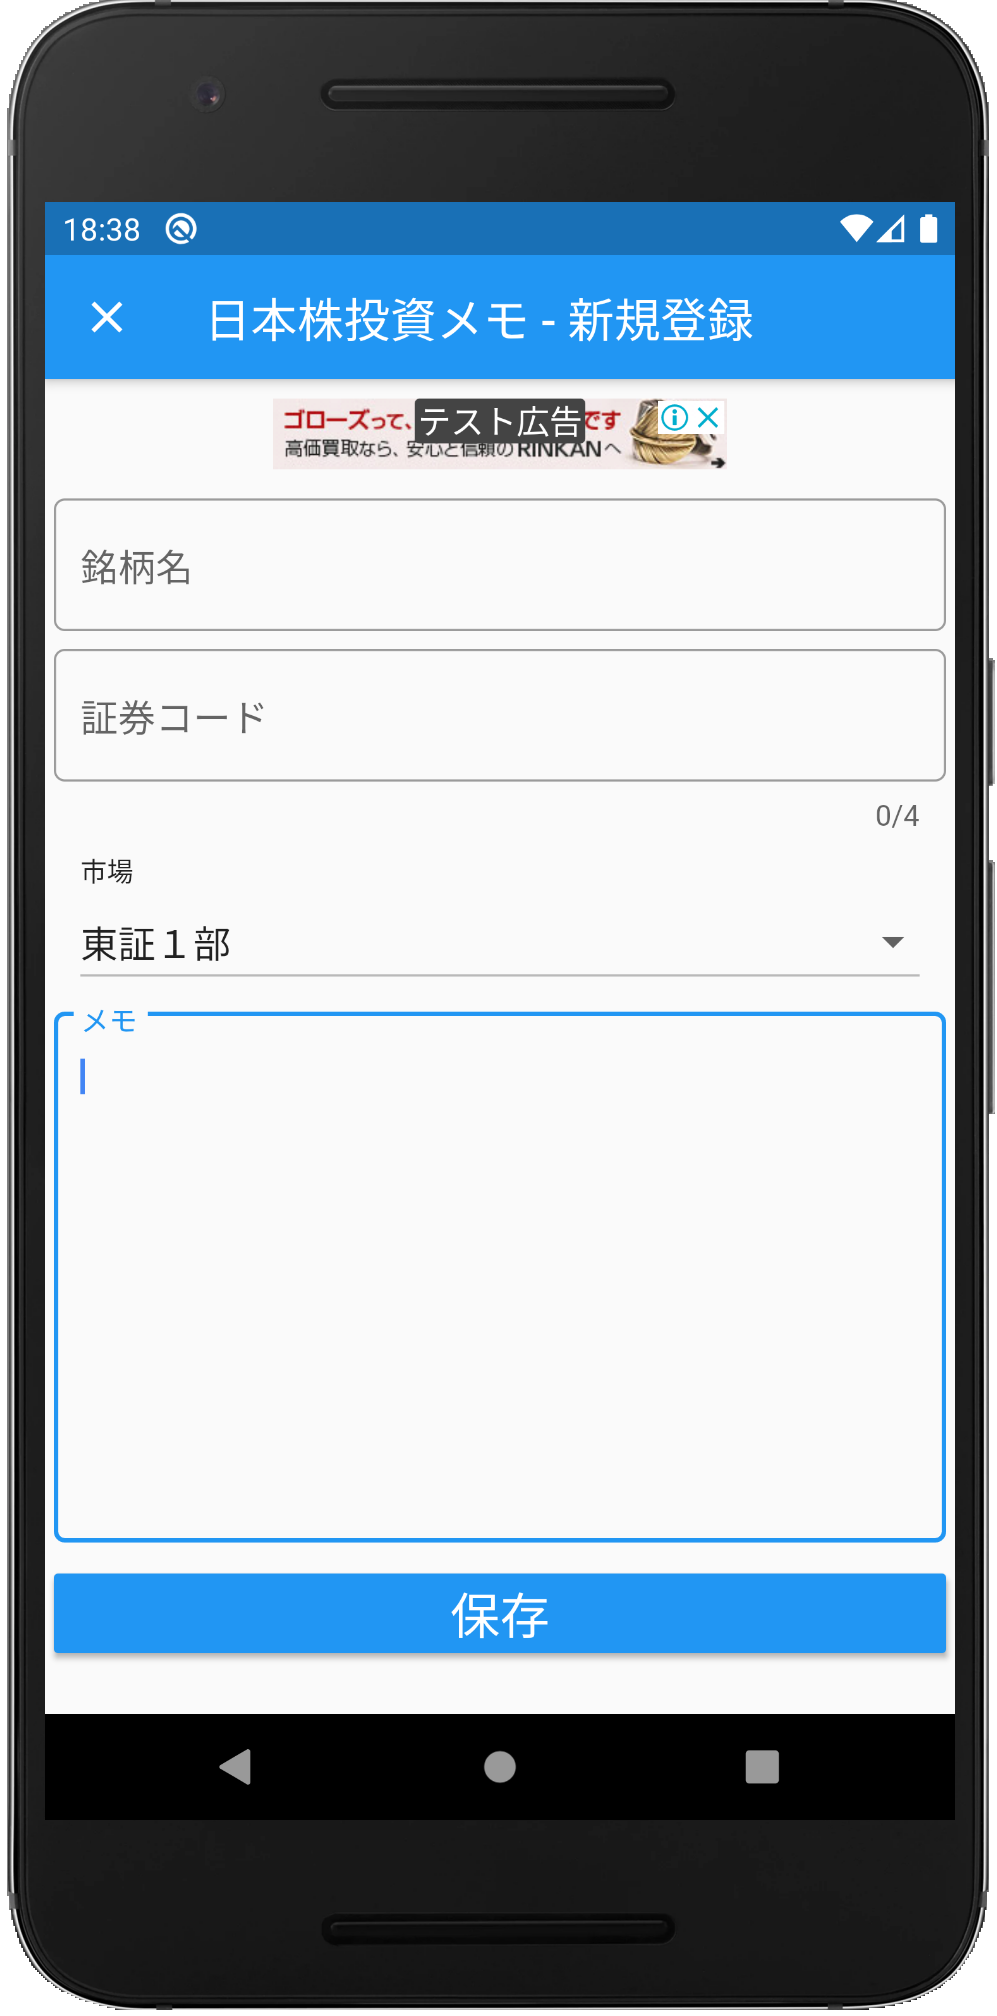 18:38
日本株投資メモ - 新規登録
ゴローズって、テスト広告です
高価買取なら、安心と信頼のRINKANへ
銘柄名
証券コード
0/4
市場
東証１部
メモ
保存